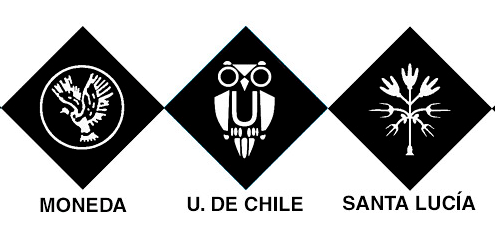 U
MONEDA
U. DE CHILE
SANTA LUCÍA